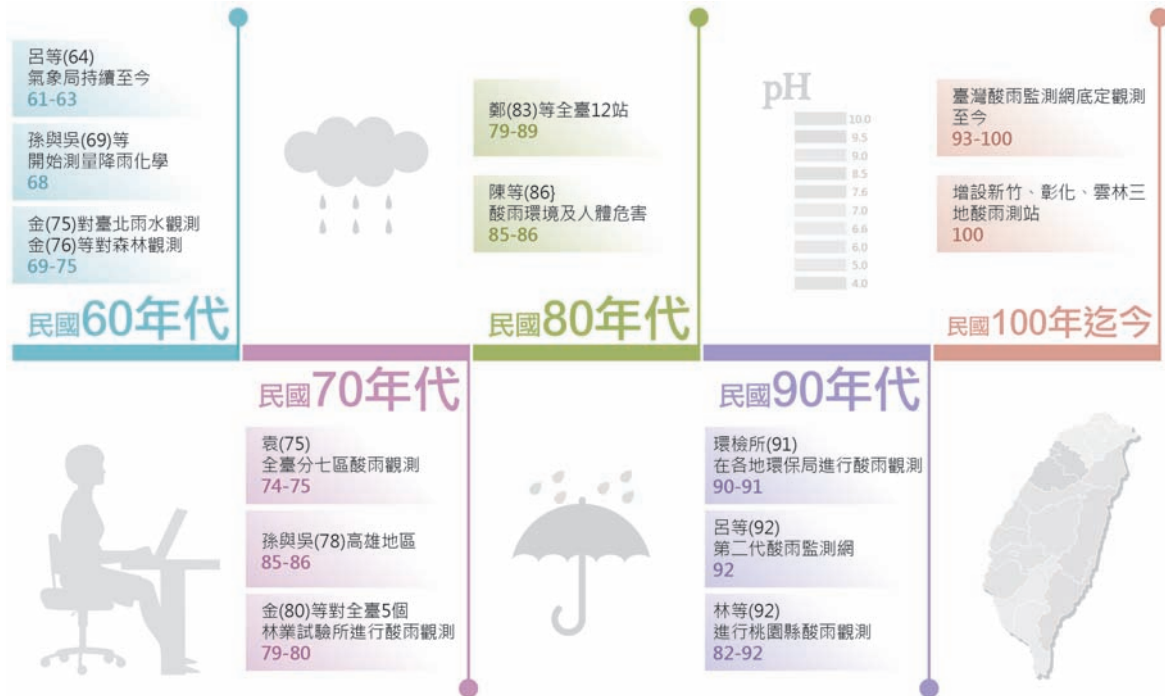 呂等(64)
氣象局持續至今
61-63
孫與吳(69)等
開始測量降雨化學
68
金(75)對臺北雨水觀測
金(76)等對森林觀測
69-75
民國60年代
袁(75)
全臺分七區酸雨觀測
74-75
孫與吳(78)高雄地區
85-86
金(80)等對全臺5個
林業試驗所進行酸雨觀測
79-80
民國70年代
鄭(83)等全臺12站
79-89
陳等(86}
酸雨環境及人體危害
85-86
民國80年代
pH
10.0
9.5
9.0
8.5
7.6
7.0
6.6
6.0
5.0
4.0
民國90年代
環檢所(91)
在各地環保局進行酸雨觀測
90-91
呂等(92)
第二代酸雨監測網
92
林等(92)
進行桃園縣酸雨觀測
82-92
臺灣酸雨監測網底定觀測
至今
93-100
增設新竹、彰化、雲林三
地酸雨測站
100
民國100年迄今